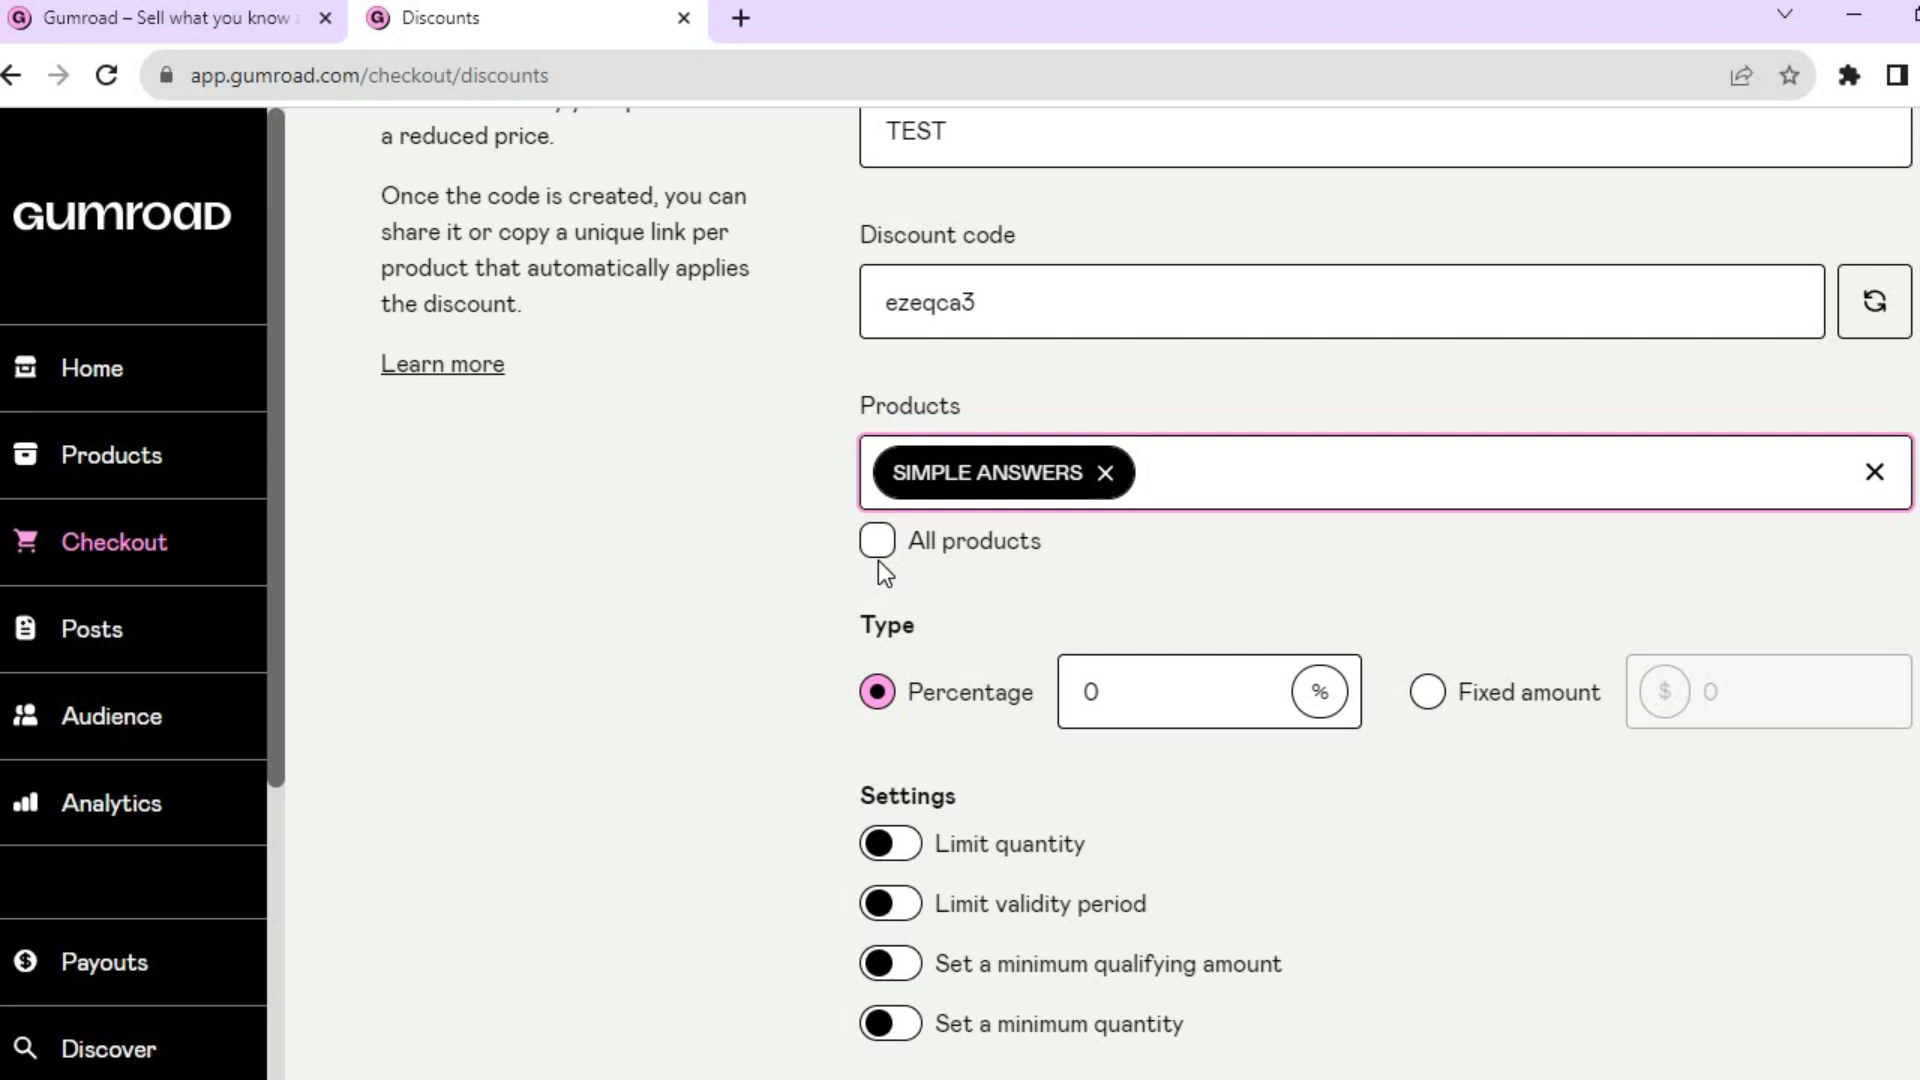 Gumroad – Sell what you know
Discounts
app.gumroad.com/checkout/discounts
GUMROAD
Home
Products
Checkout
Posts
Audience
Analytics
Payouts
Discover
a reduced price.
Once the code is created, you can
share it or copy a unique link per
product that automatically applies
the discount.
Learn more
TEST
Discount code
ezeqca3
Products
SIMPLE ANSWERS
All products
Type
Percentage 0 % Fixed amount $ 0
Settings
Limit quantity
Limit validity period
Set a minimum qualifying amount
Set a minimum quantity